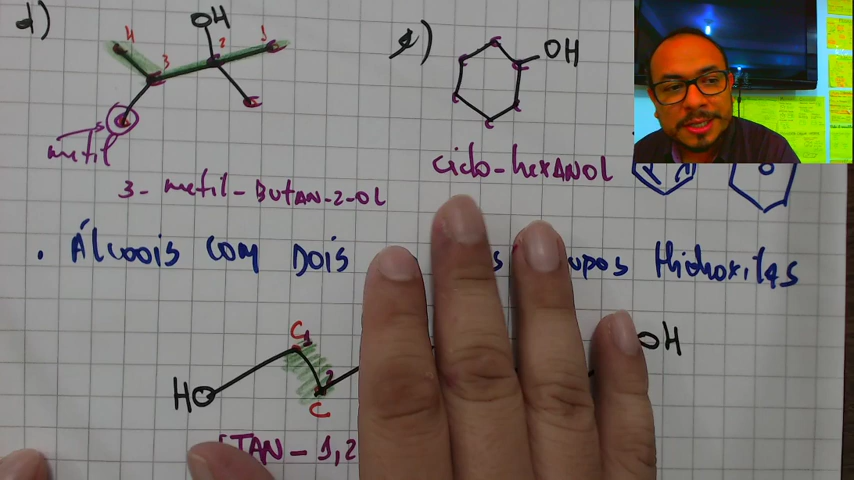 d)
OH
4
3
2
1
metil
3-metil-ButAN-2-OL
e)
OH
ciclo-hexANOL
. Álcoois com Dois upos Hidroxilas
C
1
2
C
HO
OH
TAN-1,2